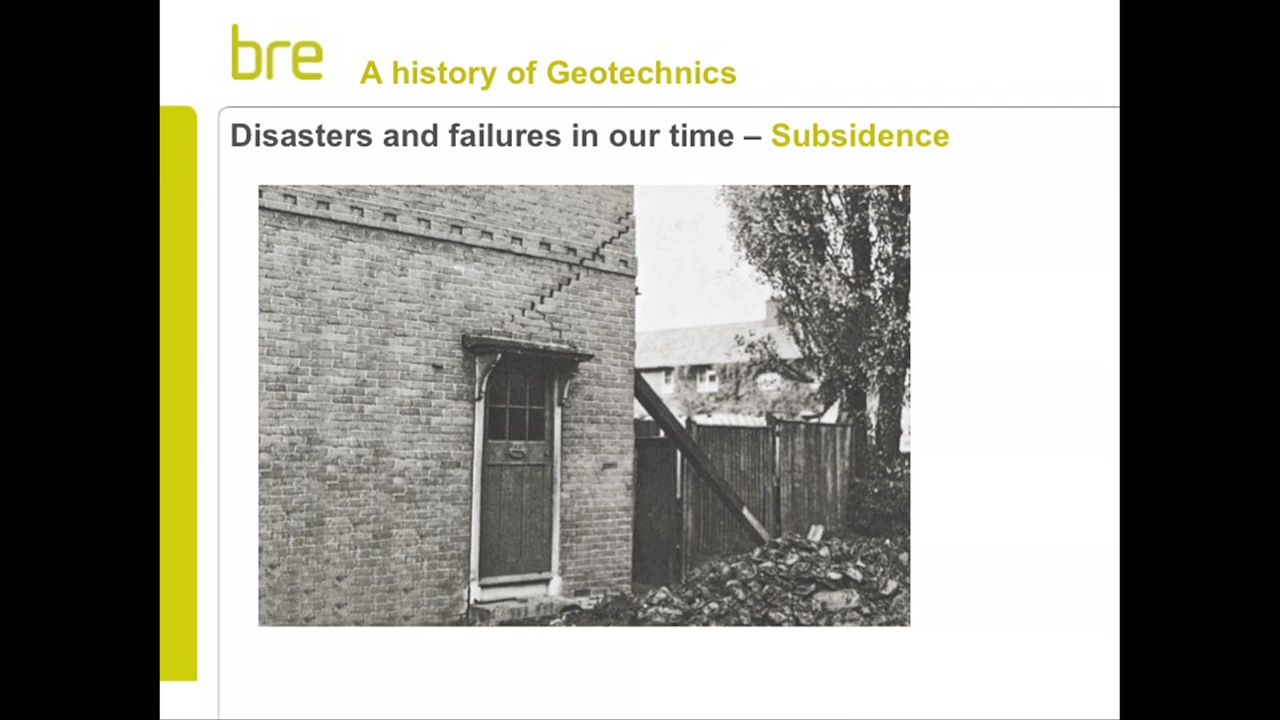 bre
A history of Geotechnics
Disasters and failures in our time – Subsidence